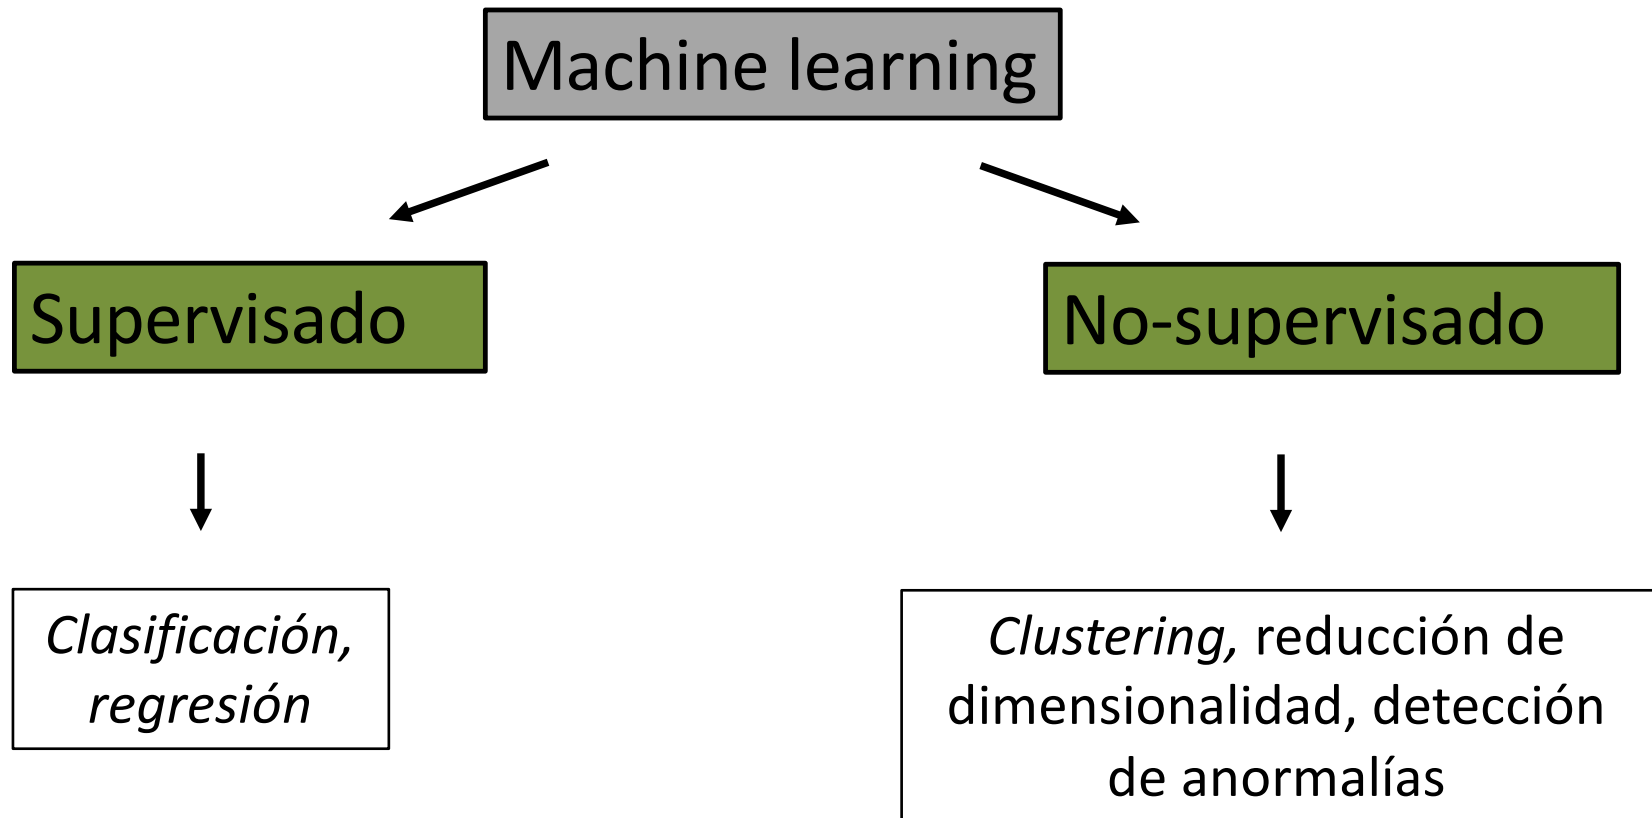 Machine learning
Supervisado
No-supervisado
Clasificación,
regresión
Clustering, reducción de
dimensionalidad, detección
de anormalías